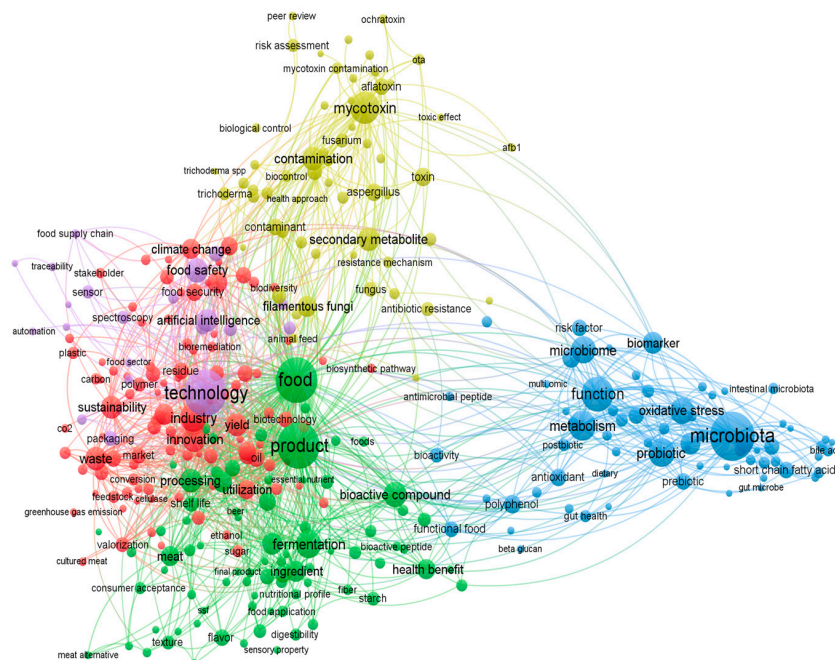 peer review
ochratoxin
risk assessment
ota
mycotoxin contamination
aflatoxin
mycotoxin
toxic effect
biological control
fusarium
afb1
contamination
trichoderma spp
biocontrol
toxin
trichoderma
health approach
aspergillus
contaminant
food supply chain
secondary metabolite
climate change
traceability
stakeholder
food safety
resistance mechanism
sensor
food security
biodiversity
fungus
filamentous fungi
antibiotic resistance
spectroscopy
artificial intelligence
automation
risk factor
biomarker
animal feed
microbiome
bioremediation
plastic
food sector
residue
biosynthetic pathway
carbon
polymer
food
multi omic
intestinal microbiota
technology
function
antimicrobial peptide
sustainability
oxidative stress
industry
yield
biotechnology
co2
metabolism
microbiota
packaging
innovation
product
foods
postbiotic
bile ac
waste
market
oil
bioactivity
probiotic
conversion
processing
essential nutrient
dietary
short chain fatty acid
feedstock
celulase
utilization
bioactive compound
antioxidant
prebiotic
gut microbe
shelf life
greenhouse gas emission
beer
polyphenol
gut health
functional food
ethanol
valorization
fermentation
bioactive peptide
beta glucan
sugar
meat
cultured meat
final product
ingredient
health benefit
consumer acceptance
nutritional profile
fiber
starch
ssf
food application
flavor
digestibility
texture
sensory property
meat alternative